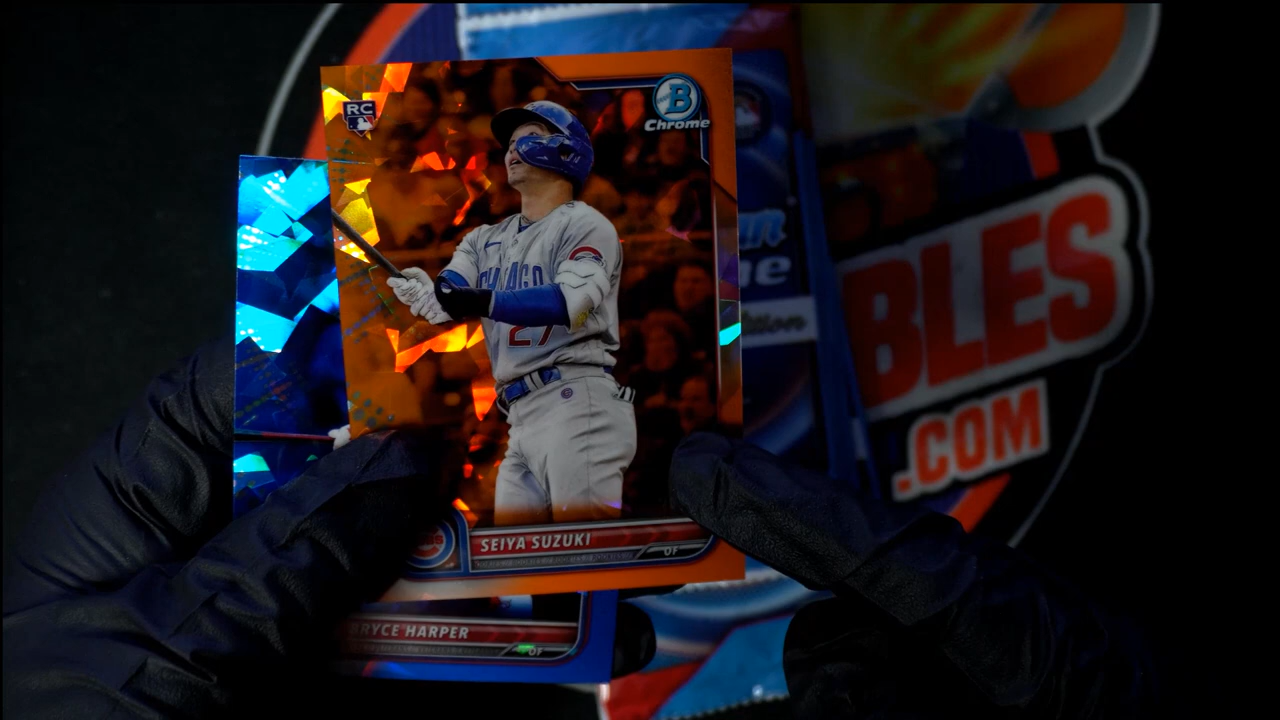 RC
B
Chrome
CHICAGO
27
SEIYA SUZUKI
OF
RYCE HARPER
OF
BLES
.COM